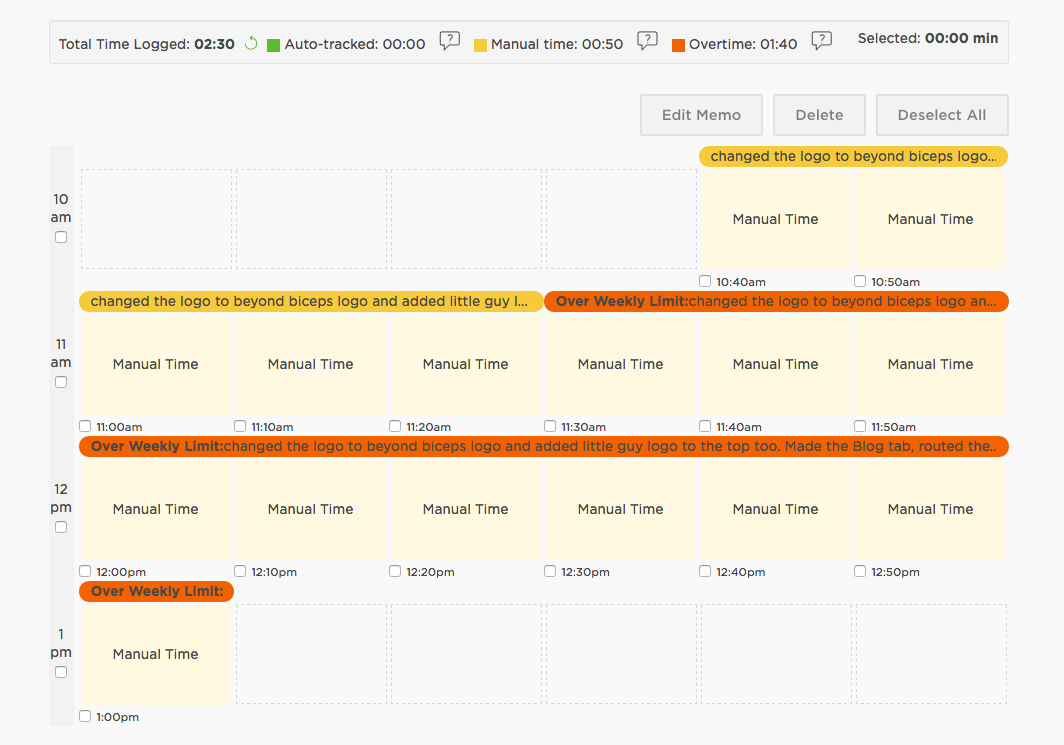 Total Time Logged: 02:30 Auto-tracked: 00:00 ? Manual time: 00:50 ? Overtime: 01:40 ? Selected: 00:00 min
Edit Memo Delete Deselect All
changed the logo to beyond biceps logo...
10 am
Manual Time Manual Time
10:40am 10:50am
changed the logo to beyond biceps logo and added little guy l... Over Weekly Limit:changed the logo to beyond biceps logo an...
11 am
Manual Time Manual Time Manual Time Manual Time Manual Time Manual Time
11:00am 11:10am 11:20am 11:30am 11:40am 11:50am
Over Weekly Limit:changed the logo to beyond biceps logo and added little guy logo to the top too. Made the Blog tab, routed the..
12 pm
Manual Time Manual Time Manual Time Manual Time Manual Time Manual Time
12:00pm 12:10pm 12:20pm 12:30pm 12:40pm 12:50pm
Over Weekly Limit:
1 pm
Manual Time
1:00pm